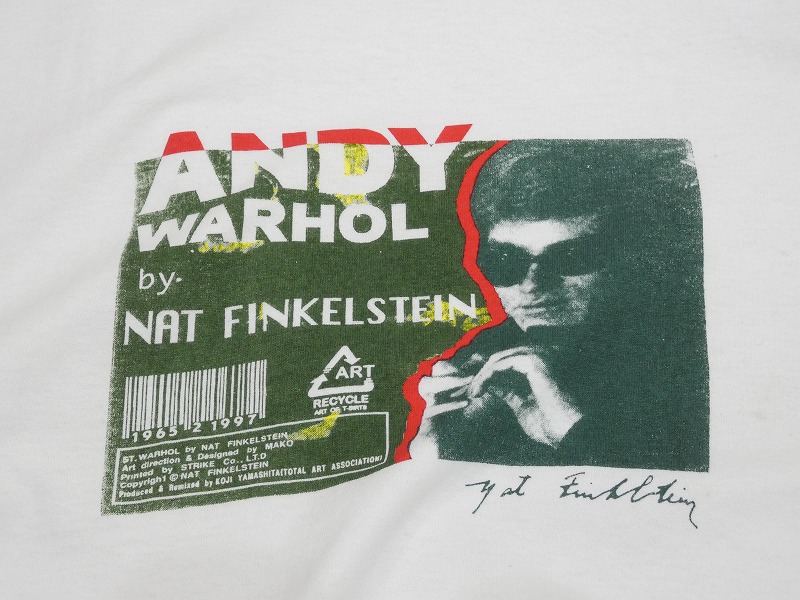 ANDY
WARHOL
by.
NAT FINKELSTEIN
1965 2 1997
ART
RECYCLE
ART OF T-SHIRTS
ST. WARHOL by NAT FINKELSTEIN
Art direction & Designed by MAKO
Printed by STRIKE Co., L.T.D
Copyright © NAT FINKELSTEIN
Produced & Remixed by KOJI YAMASHITA(TOTAL ART ASSOCIATION)
Nat Finkelstein